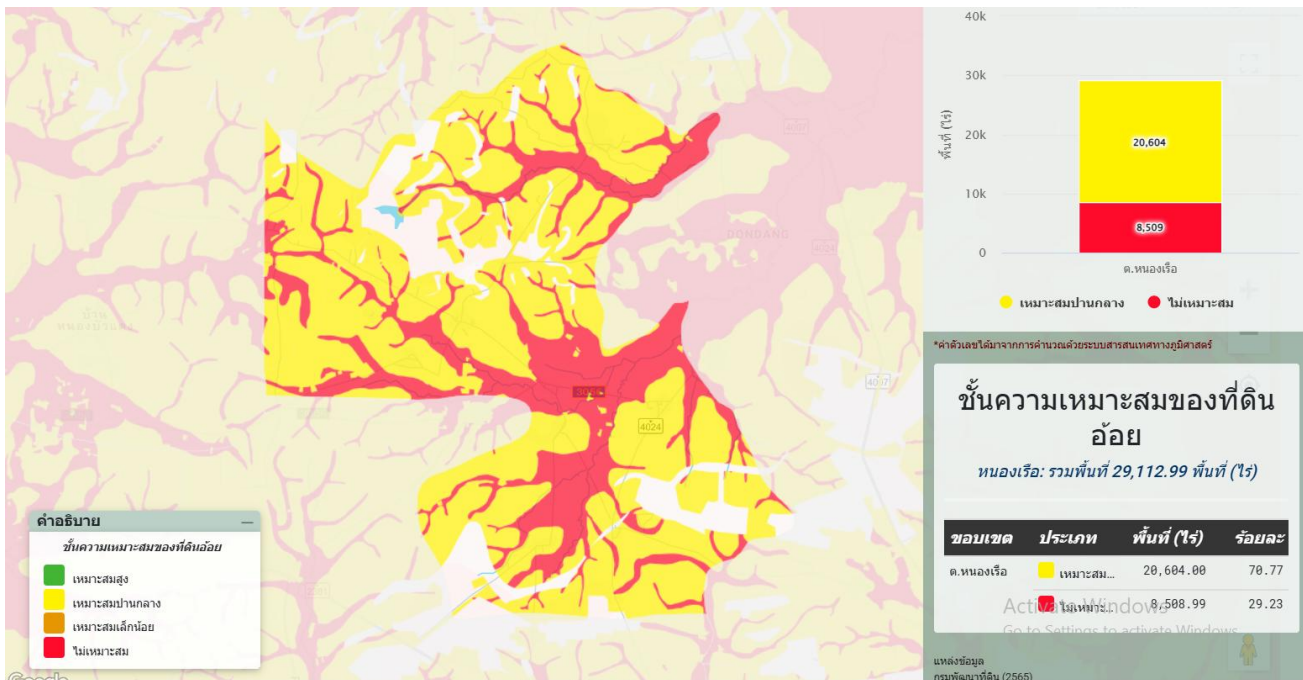 40k
30k
20k
10k
0
พื้นที่ (ไร่)
20,604
8,509
ต.หนองเรือ
เหมาะสมปานกลาง
ไม่เหมาะสม
*ค่าตัวเลขได้มาจากการคำนวณด้วยระบบสารสนเทศทางภูมิศาสตร์
ชั้นความเหมาะสมของที่ดิน
อ้อย
หนองเรือ: รวมพื้นที่ 29,112.99 พื้นที่ (ไร่)
ขอบเขต ประเภท พื้นที่ (ไร่) ร้อยละ
ต.หนองเรือ เหมาะสม... 20,604.00 70.77
ไม่เหมาะ... 8,508.99 29.23
Activate Windows
Go to Settings to activate Windows
แหล่งข้อมูล
กรมพัฒนาที่ดิน (2565)
DONDANG
4037
4024
คำอธิบาย
ชั้นความเหมาะสมของที่ดินอ้อย
เหมาะสมสูง
เหมาะสมปานกลาง
เหมาะสมเล็กน้อย
ไม่เหมาะสม
Google